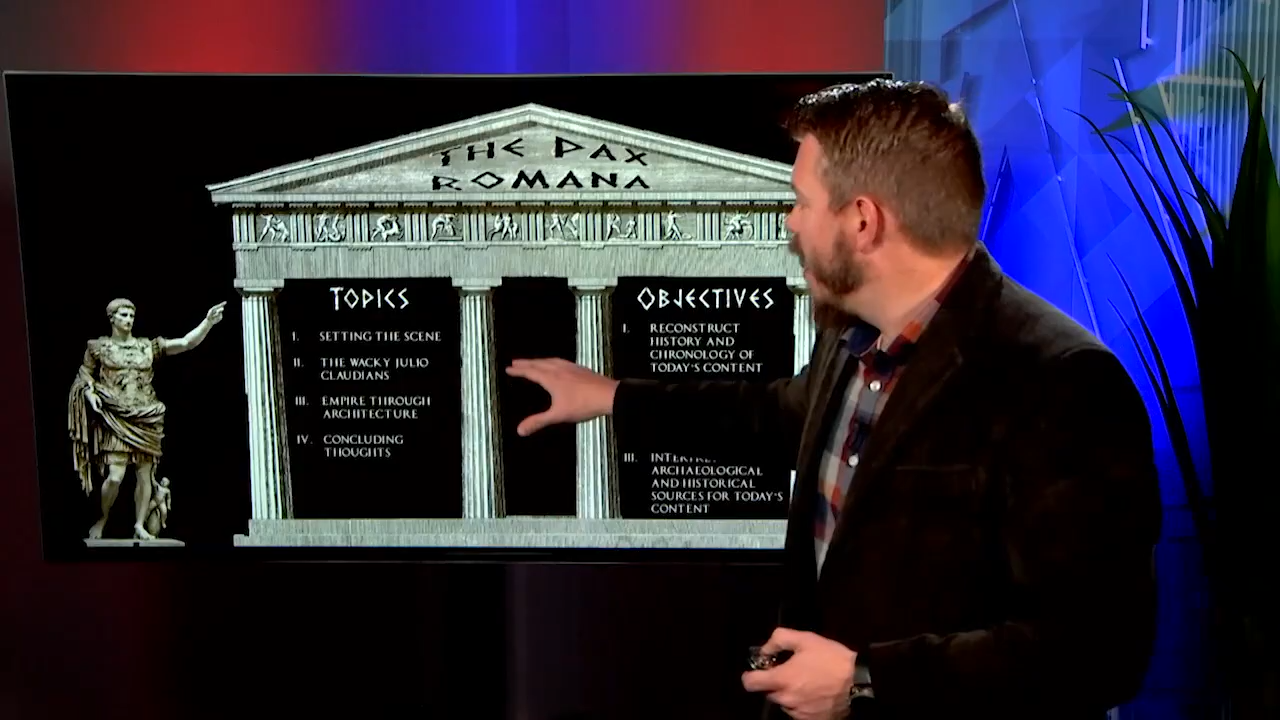 THE PAX
ROMANA
TOPICS
I. SETTING THE SCENE
II. THE WACKY JULIO
CLAUDIANS
III. EMPIRE THROUGH
ARCHITECTURE
IV. CONCLUDING
THOUGHTS
OBJECTIVES
I. RECONSTRUCT
HISTORY AND
CHRONOLOGY OF
TODAY'S CONTENT
III.
ARCHAEOLOGICAL
AND HISTORICAL
SOURCES FOR TODAY'S
CONTENT